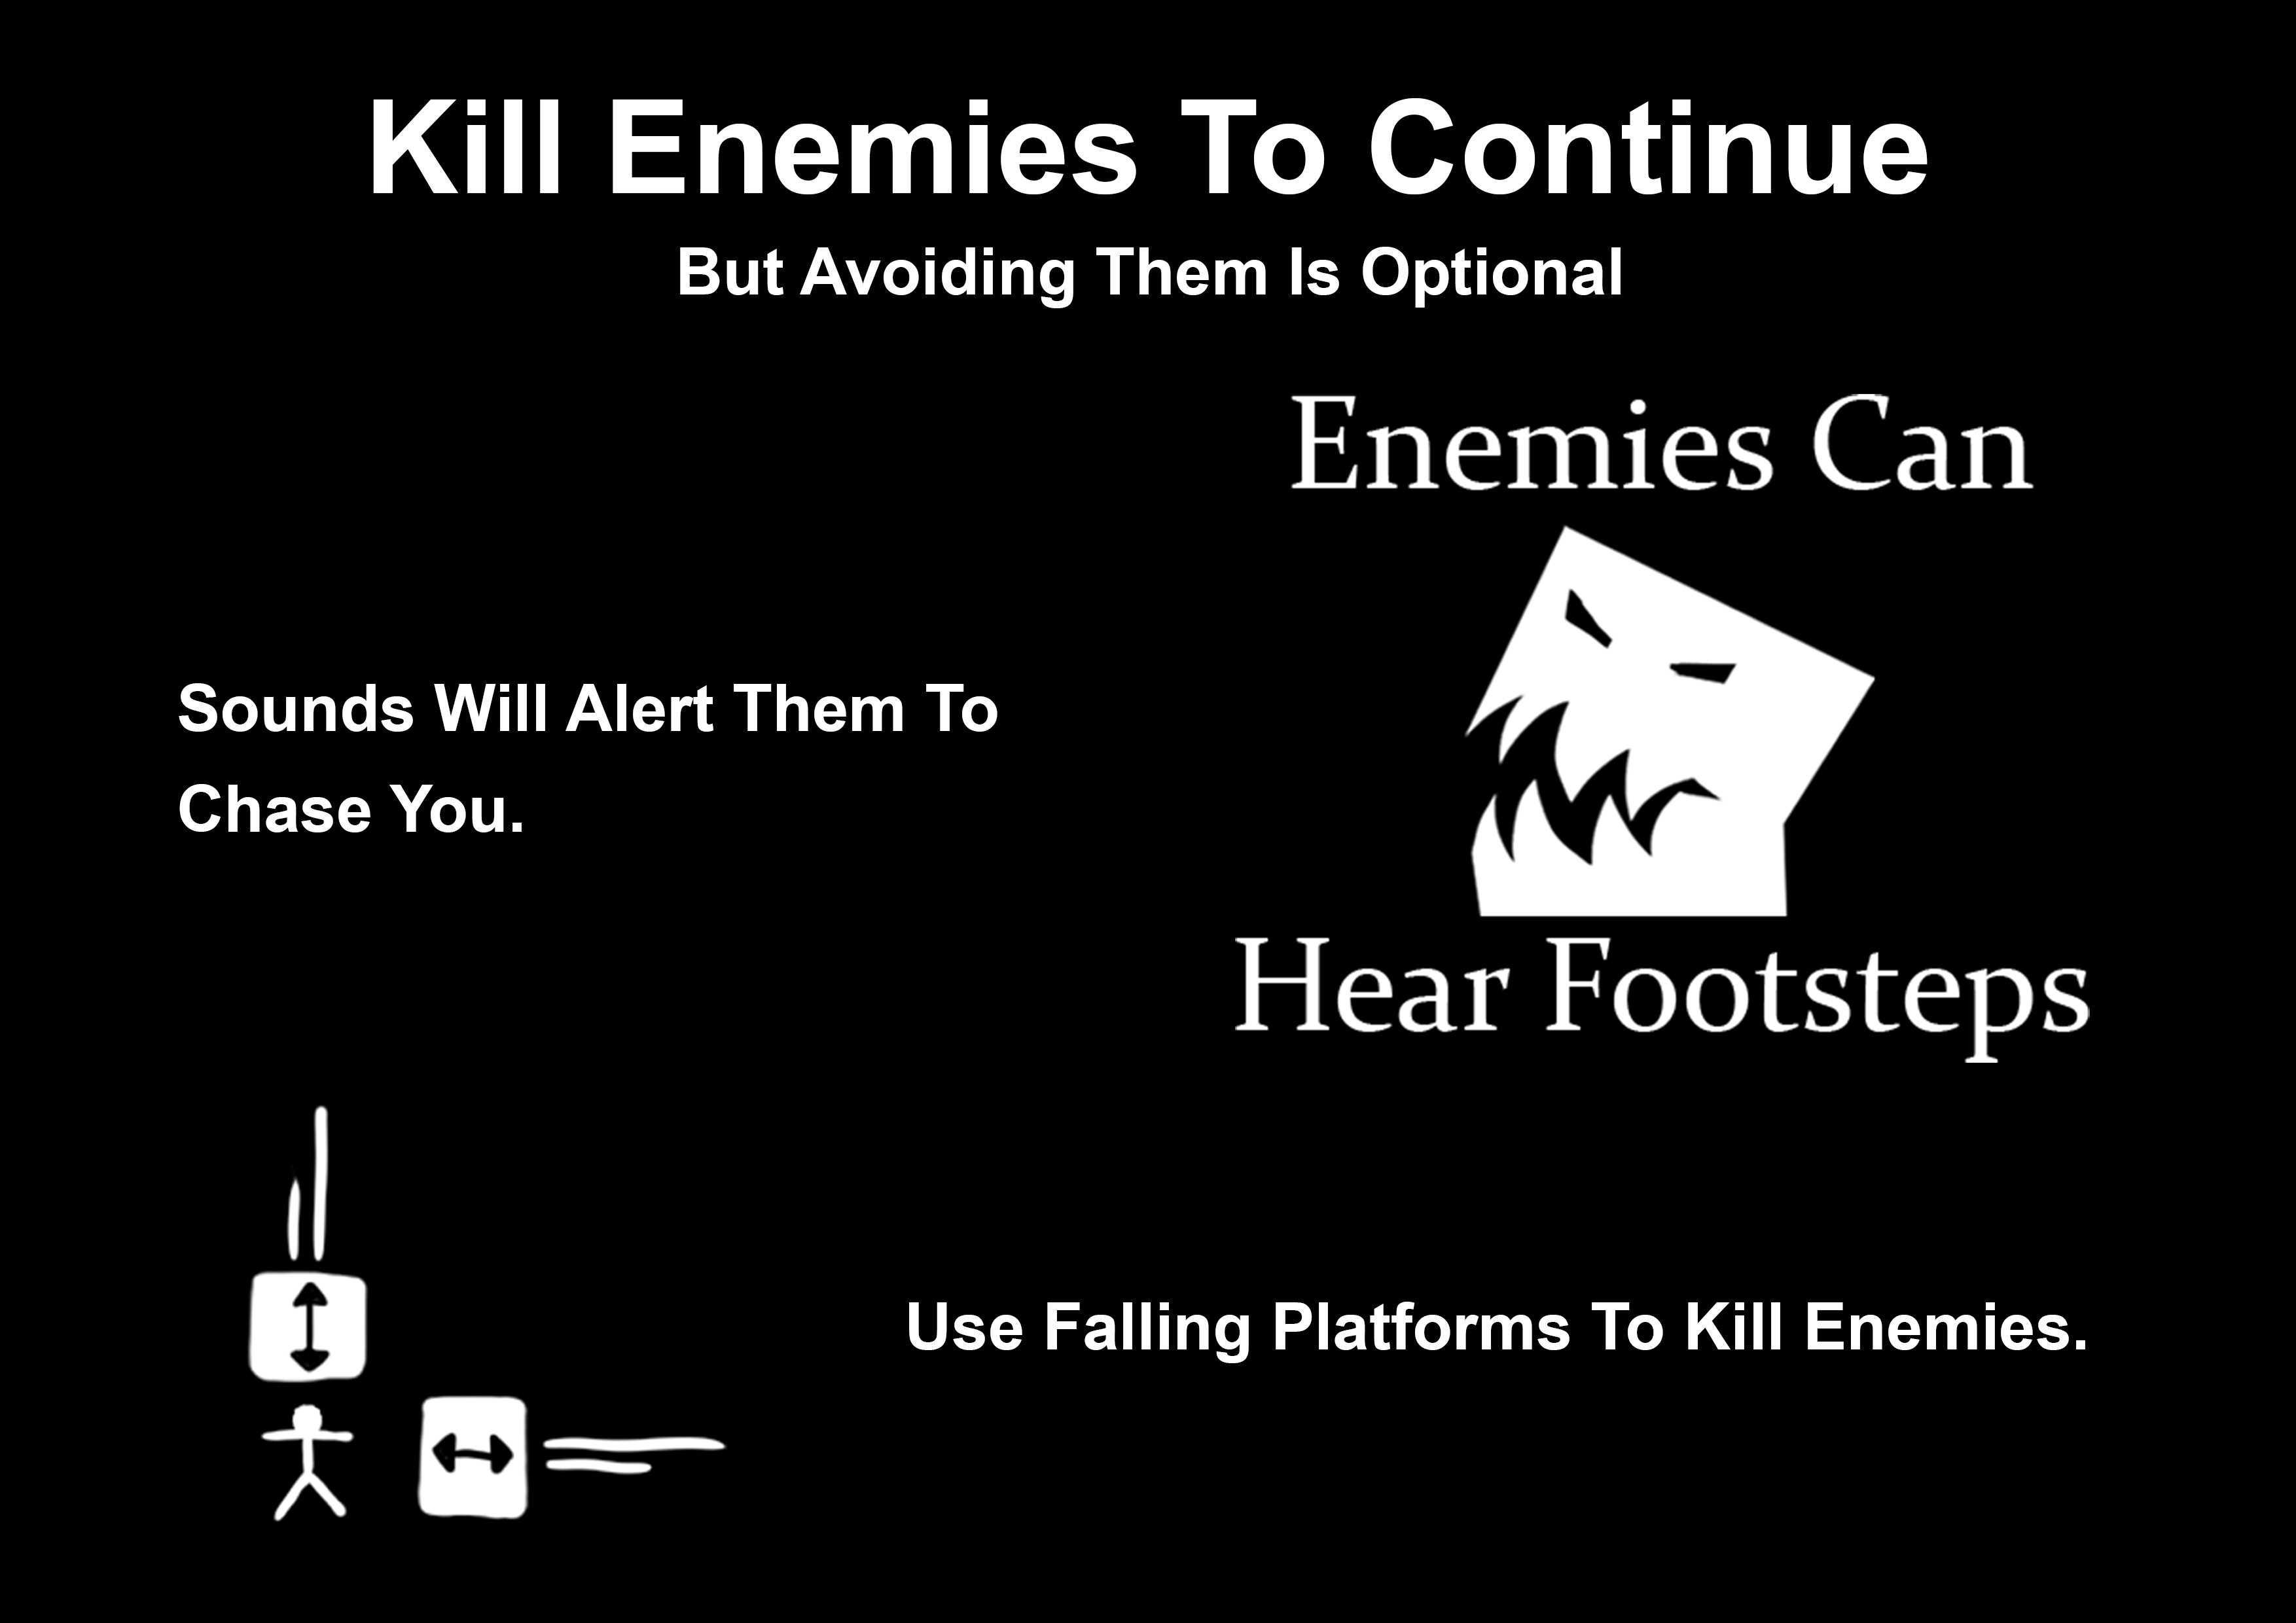 Kill Enemies To Continue
But Avoiding Them Is Optional
Enemies Can
Sounds Will Alert Them To
Chase You.
Hear Footsteps
Use Falling Platforms To Kill Enemies.